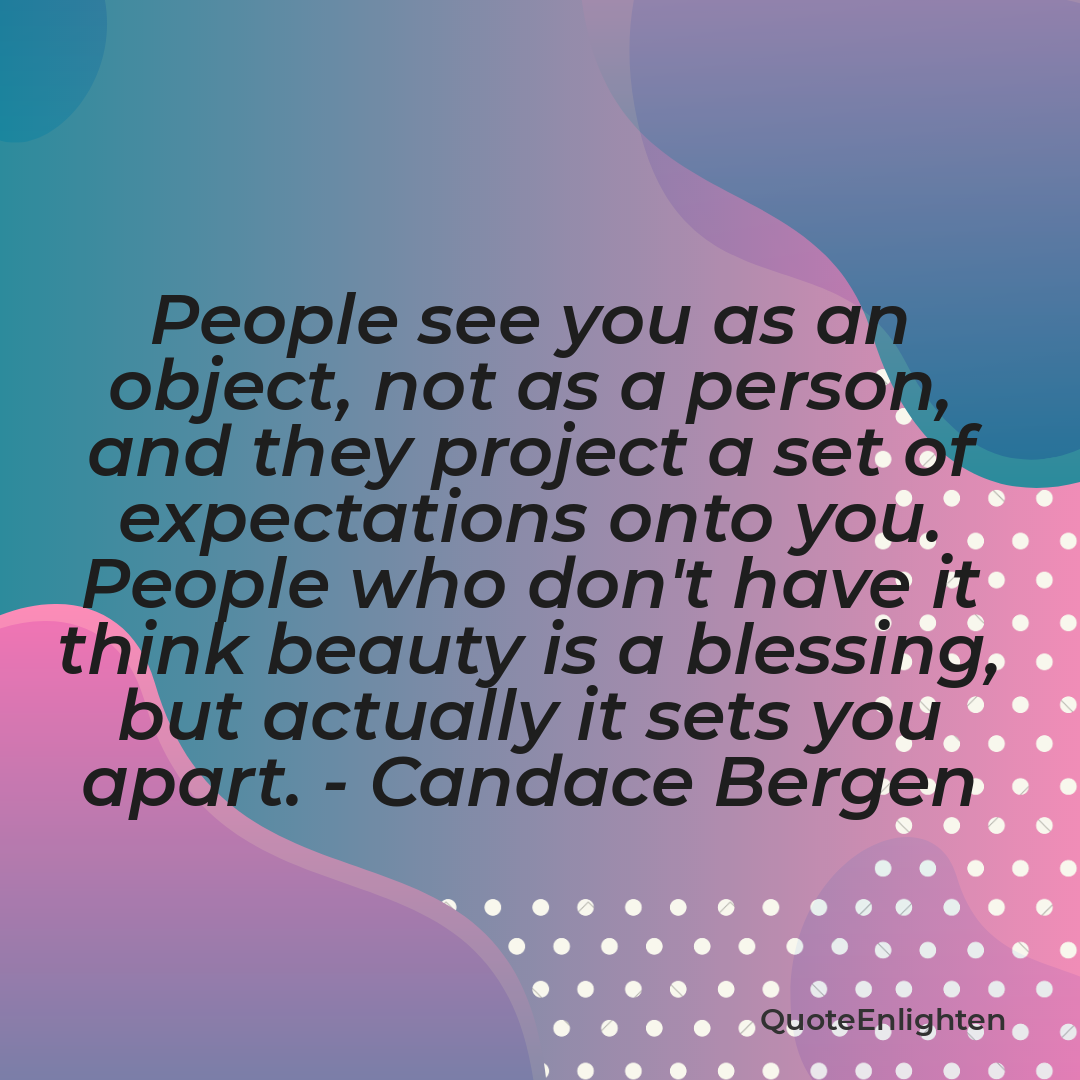 People see you as an
object, not as a person,
and they project a set of
expectations onto you.
People who don't have it
think beauty is a blessing,
but actually it sets you
apart. - Candace Bergen
QuoteEnlighten